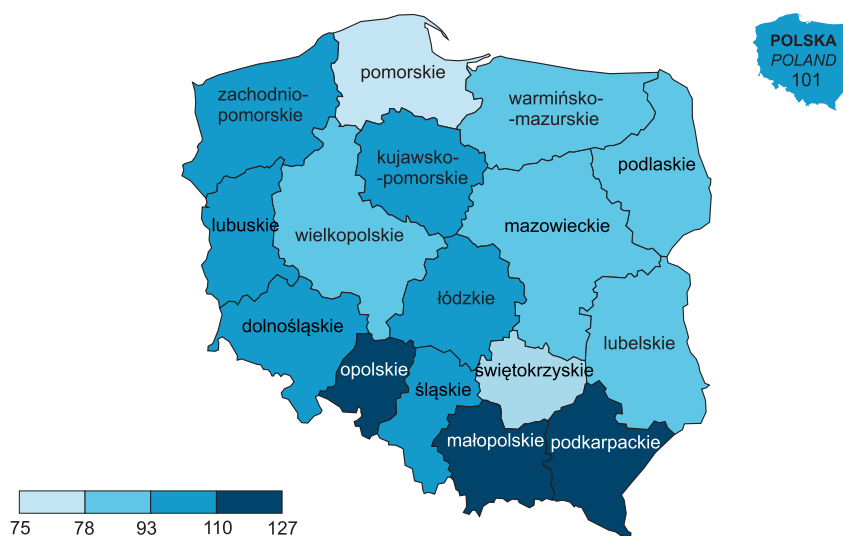 POLSKA
POLAND
101
pomorskie
zachodnio-
pomorskie
warmińsko-
-mazurskie
kujawsko-
-pomorskie
podlaskie
lubuskie
wielkopolskie
mazowieckie
łódzkie
dolnośląskie
lubelskie
opolskie
świętokrzyskie
śląskie
małopolskie
podkarpackie
75 78 93 110 127